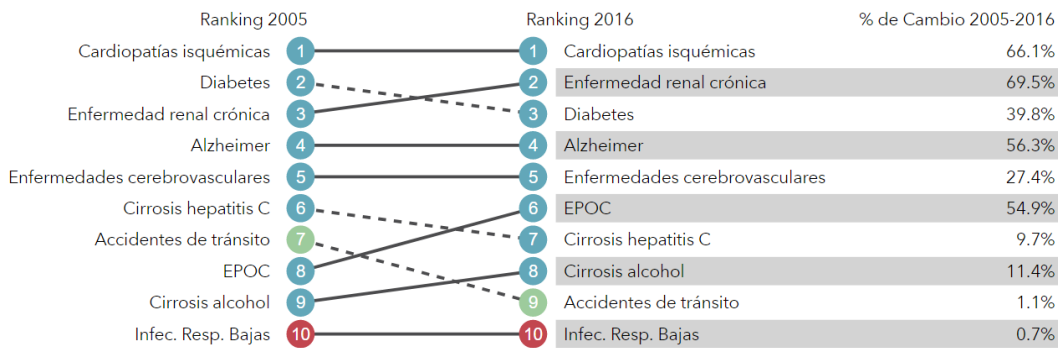 Ranking 2005 Ranking 2016 % de Cambio 2005-2016
Cardiopatías isquémicas 1 1 Cardiopatías isquémicas 66.1%
Diabetes 2 2 Enfermedad renal crónica 69.5%
Enfermedad renal crónica 3 3 Diabetes 39.8%
Alzheimer 4 4 Alzheimer 56.3%
Enfermedades cerebrovasculares 5 5 Enfermedades cerebrovasculares 27.4%
Cirrosis hepatitis C 6 6 EPOC 54.9%
Accidentes de tránsito 7 7 Cirrosis hepatitis C 9.7%
EPOC 8 8 Cirrosis alcohol 11.4%
Cirrosis alcohol 9 9 Accidentes de tránsito 1.1%
Infec. Resp. Bajas 10 10 Infec. Resp. Bajas 0.7%